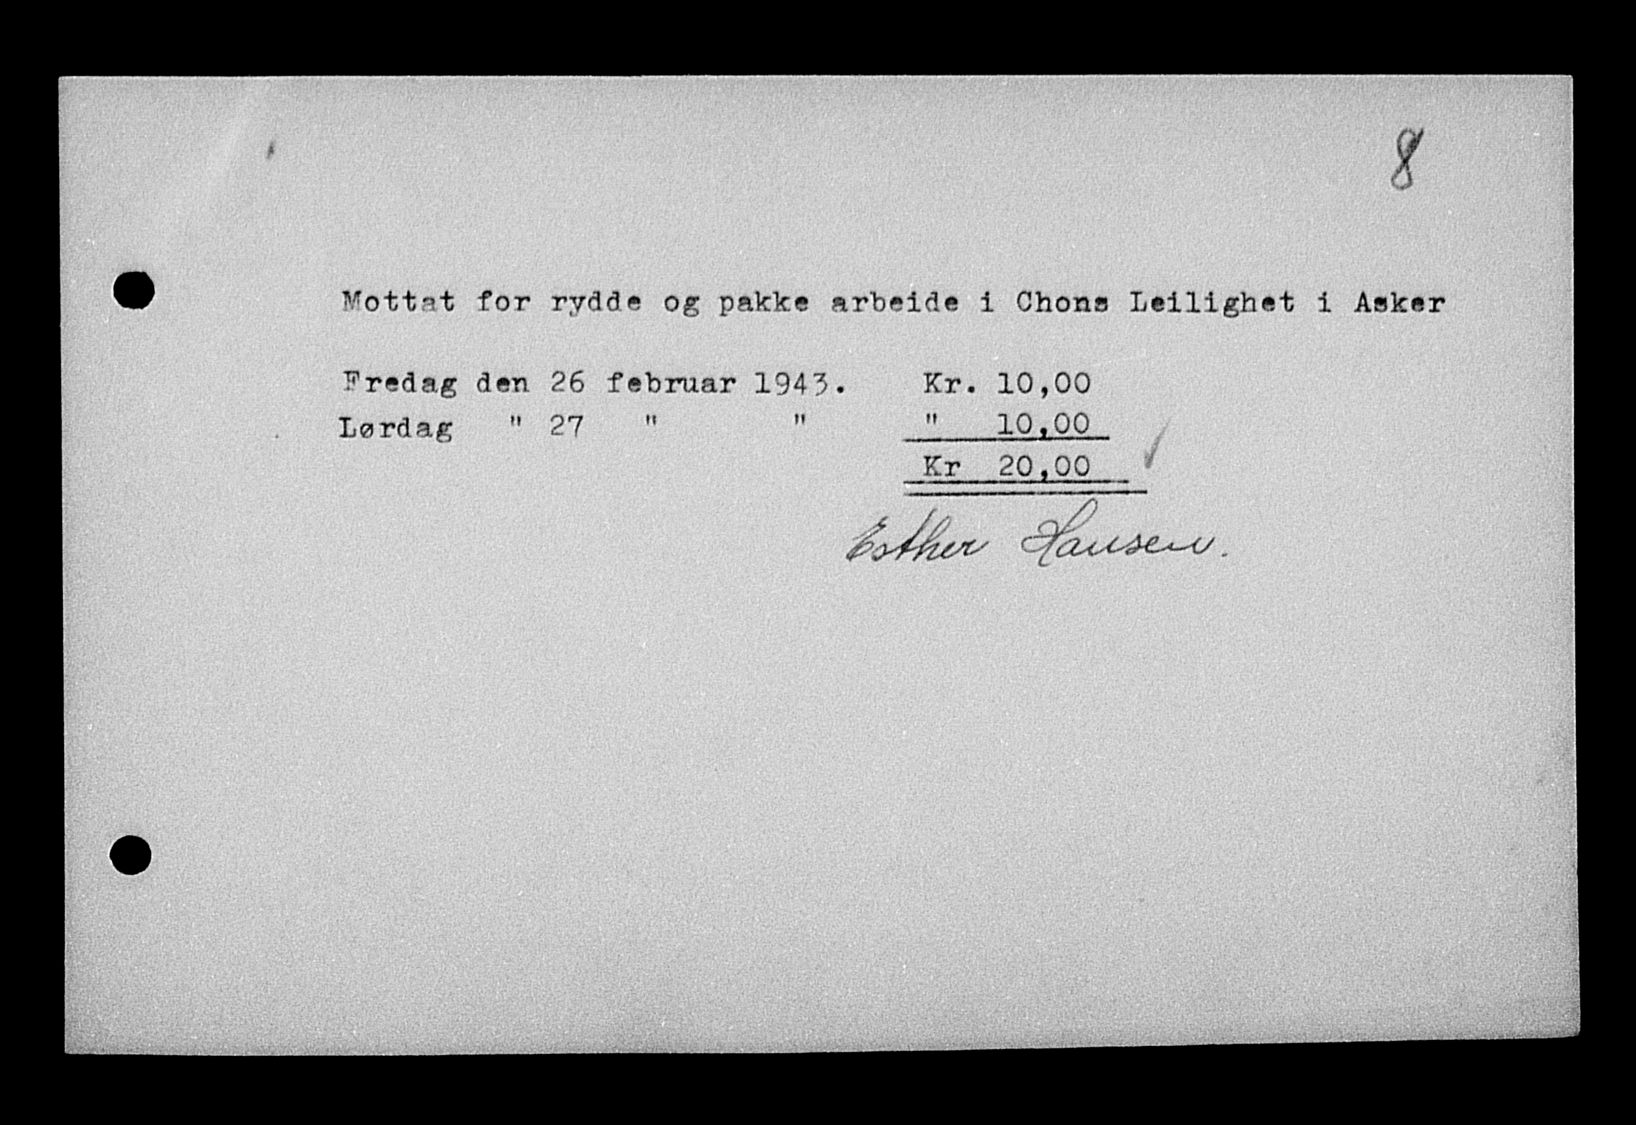 8
Mottat for rydde og pakke arbeide i Chons Leilighet i Asker
Fredag den 26 februar 1943. Kr. 10,00
Lørdag " 27 " " " 10,00
Kr 20,00
Esther Hansen.